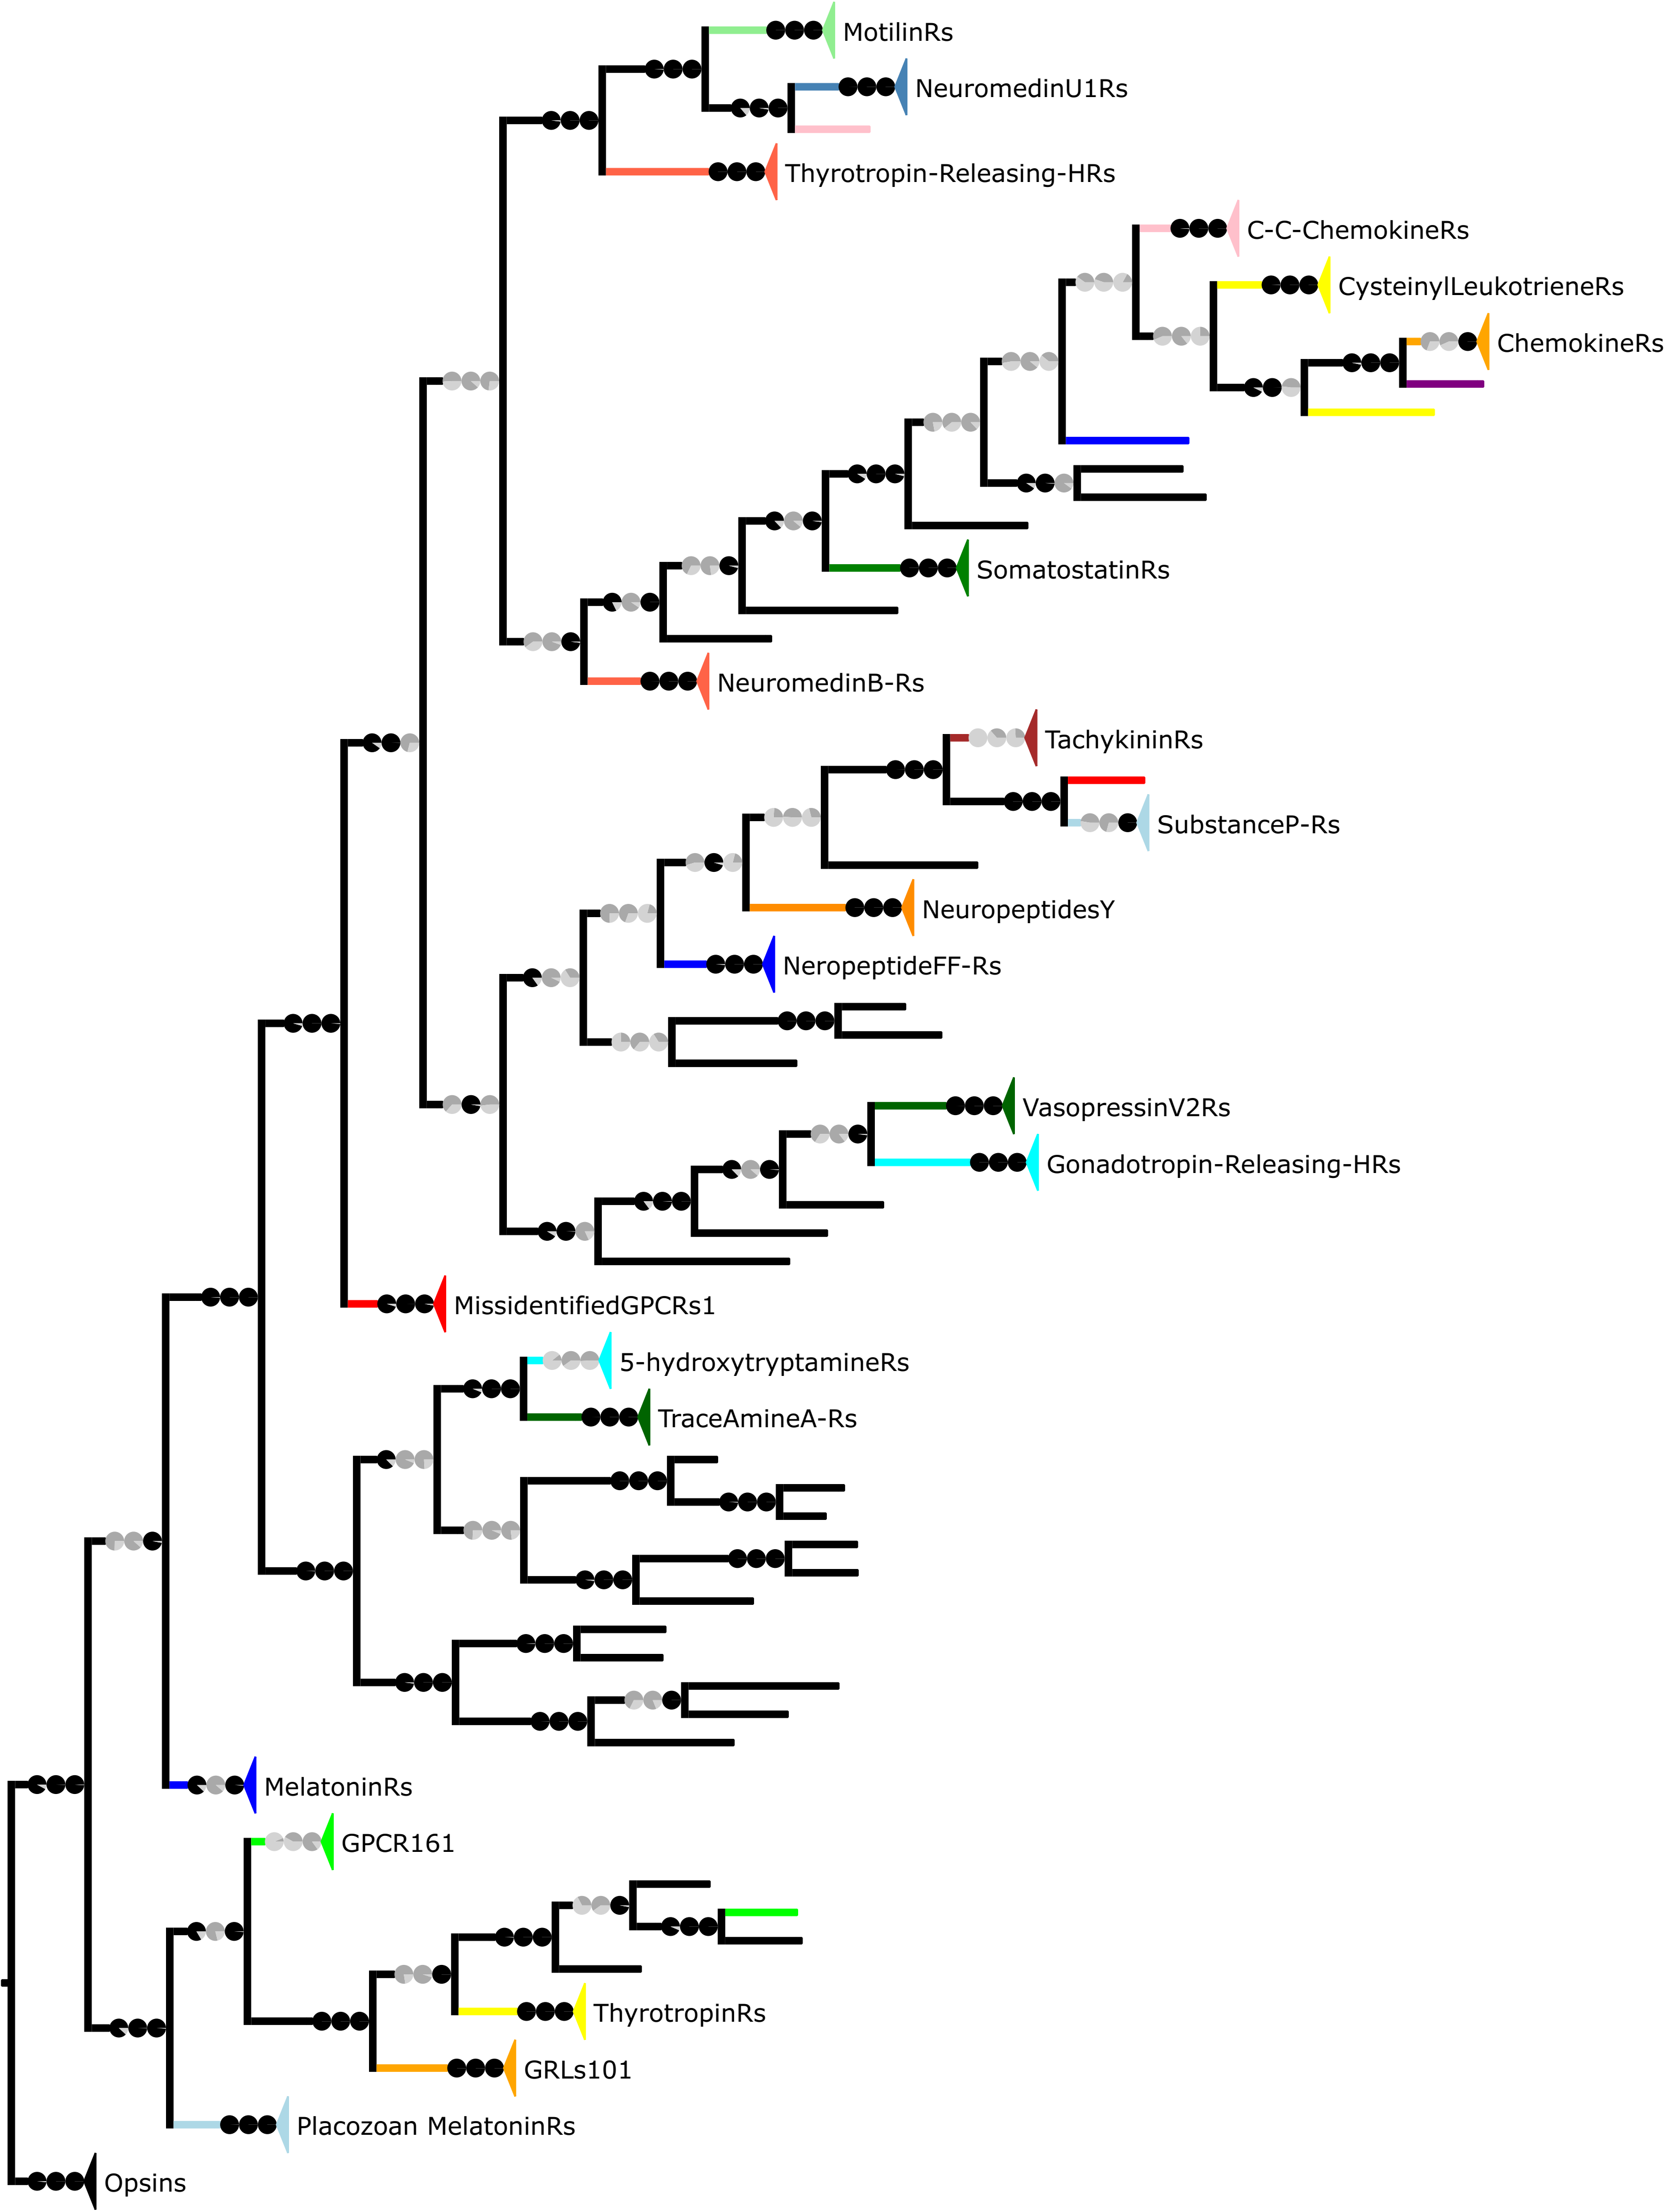 MotilinRs
NeuromedinU1Rs
Thyrotropin-Releasing-HRs
C-C-ChemokineRs
CysteinylLeukotrieneRs
ChemokineRs
SomatostatinRs
NeuromedinB-Rs
TachykininRs
SubstanceP-Rs
NeuropeptidesY
NeropeptideFF-Rs
VasopressinV2Rs
Gonadotropin-Releasing-HRs
MissidentifiedGPCRs1
5-hydroxytryptamineRs
TraceAmineA-Rs
MelatoninRs
GPCR161
ThyrotropinRs
GRLs101
Placozoan MelatoninRs
Opsins